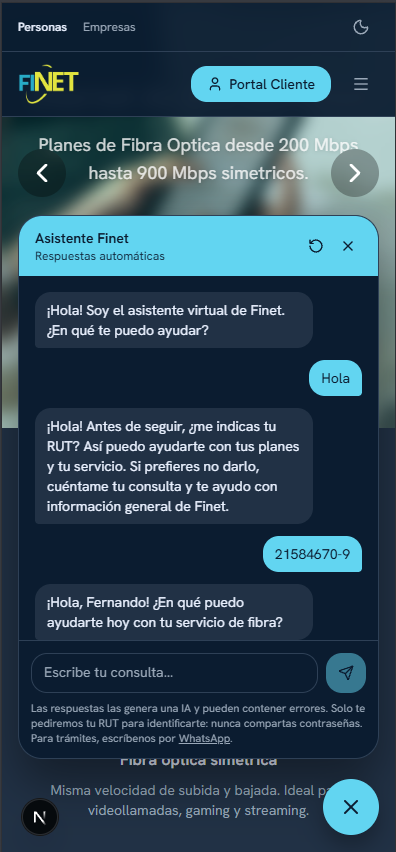 Personas Empresas
FINET
Portal Cliente
Planes de Fibra Optica desde 200 Mbps
hasta 900 Mbps simetricos.
Asistente Finet
Respuestas automáticas
¡Hola! Soy el asistente virtual de Finet.
¿En qué te puedo ayudar?
Hola
¡Hola! Antes de seguir, ¿me indicas tu
RUT? Así puedo ayudarte con tus planes
y tu servicio. Si prefieres no darlo,
cuéntame tu consulta y te ayudo con
información general de Finet.
21584670-9
¡Hola, Fernando! ¿En qué puedo
ayudarte hoy con tu servicio de fibra?
Escribe tu consulta...
Las respuestas las genera una IA y pueden contener errores. Solo te
pediremos tu RUT para identificarte: nunca compartas contraseñas.
Para trámites, escríbenos por WhatsApp.
Fibra óptica simétrica
Misma velocidad de subida y bajada. Ideal
videollamadas, gaming y streaming.
N